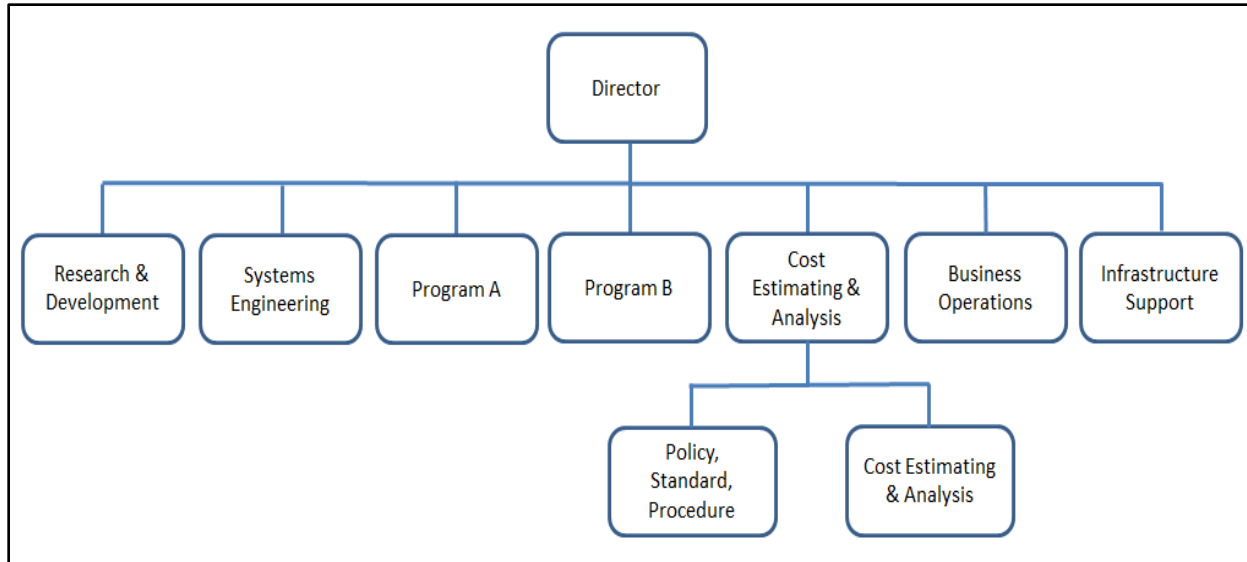 Director
Research &
Development
Systems
Engineering
Program A
Program B
Cost
Estimating &
Analysis
Business
Operations
Infrastructure
Support
Policy,
Standard,
Procedure
Cost Estimating
& Analysis